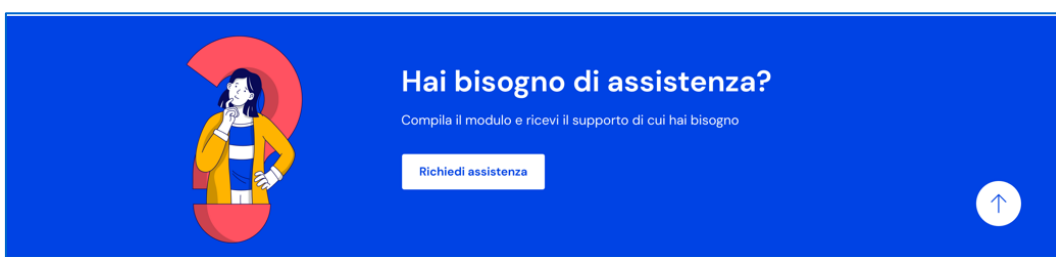 Hai bisogno di assistenza?
Compila il modulo e ricevi il supporto di cui hai bisogno
Richiedi assistenza